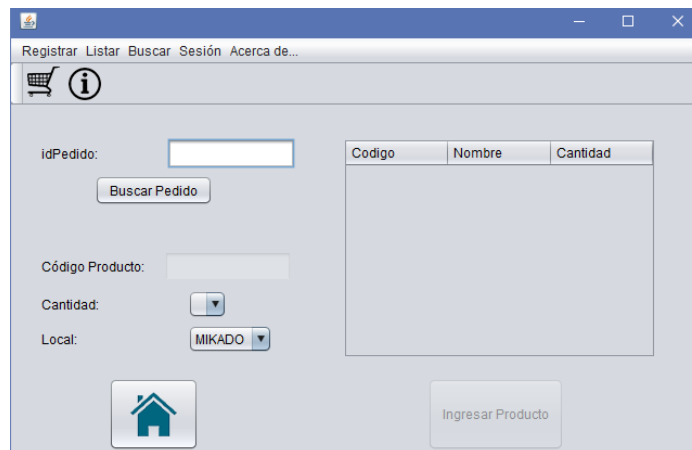 Registrar Listar Buscar Sesión Acerca de...
idPedido:
Buscar Pedido
Codigo Nombre Cantidad
Código Producto:
Cantidad:
Local: MIKADO
Ingresar Producto